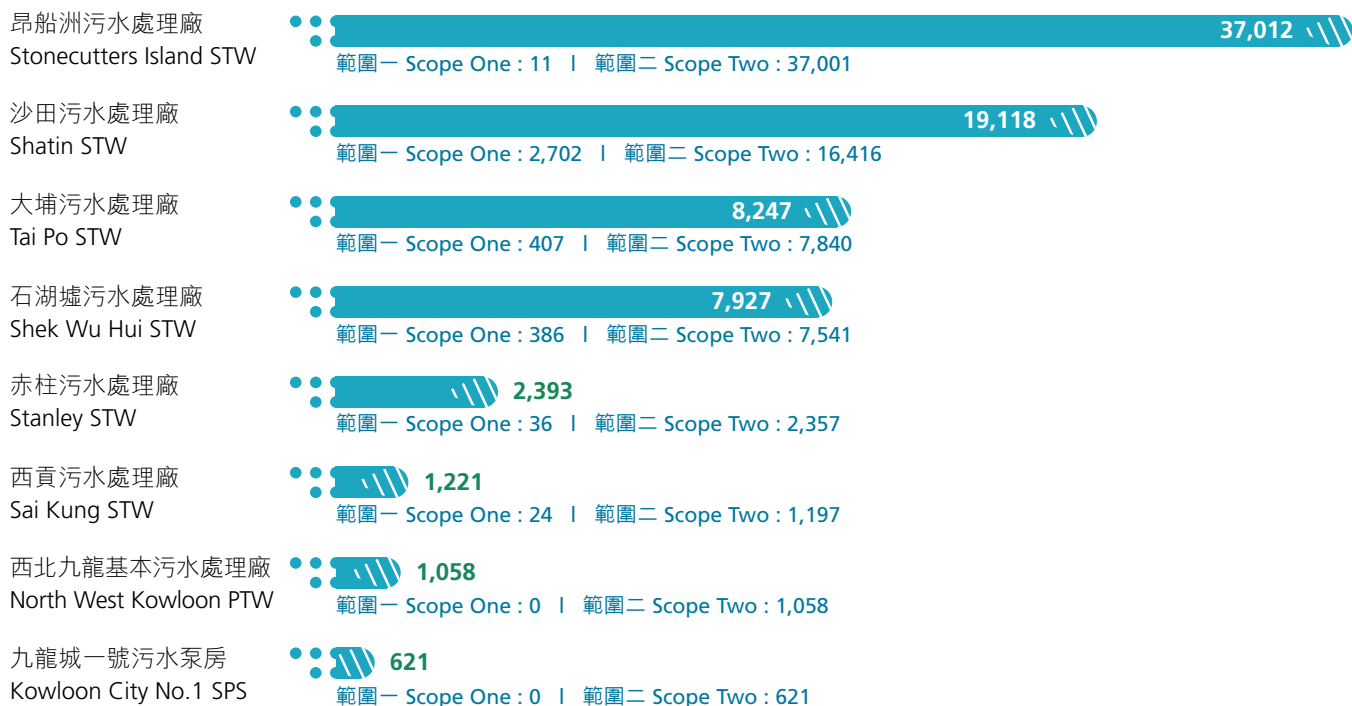 昂船洲污水處理廠
Stonecutters Island STW
37,012
範圍一 Scope One : 11 I 範圍二 Scope Two : 37,001
沙田污水處理廠
Shatin STW
19,118
範圍一 Scope One : 2,702 I 範圍二 Scope Two : 16,416
大埔污水處理廠
Tai Po STW
8,247
範圍一 Scope One : 407 I 範圍二 Scope Two : 7,840
石湖墟污水處理廠
Shek Wu Hui STW
7,927
範圍一 Scope One : 386 I 範圍二 Scope Two : 7,541
赤柱污水處理廠
Stanley STW
2,393
範圍一 Scope One : 36 I 範圍二 Scope Two : 2,357
西貢污水處理廠
Sai Kung STW
1,221
範圍一 Scope One : 24 I 範圍二 Scope Two : 1,197
西北九龍基本污水處理廠
North West Kowloon PTW
1,058
範圍一 Scope One : 0 I 範圍二 Scope Two : 1,058
九龍城一號污水泵房
Kowloon City No.1 SPS
621
範圍一 Scope One : 0 I 範圍二 Scope Two : 621